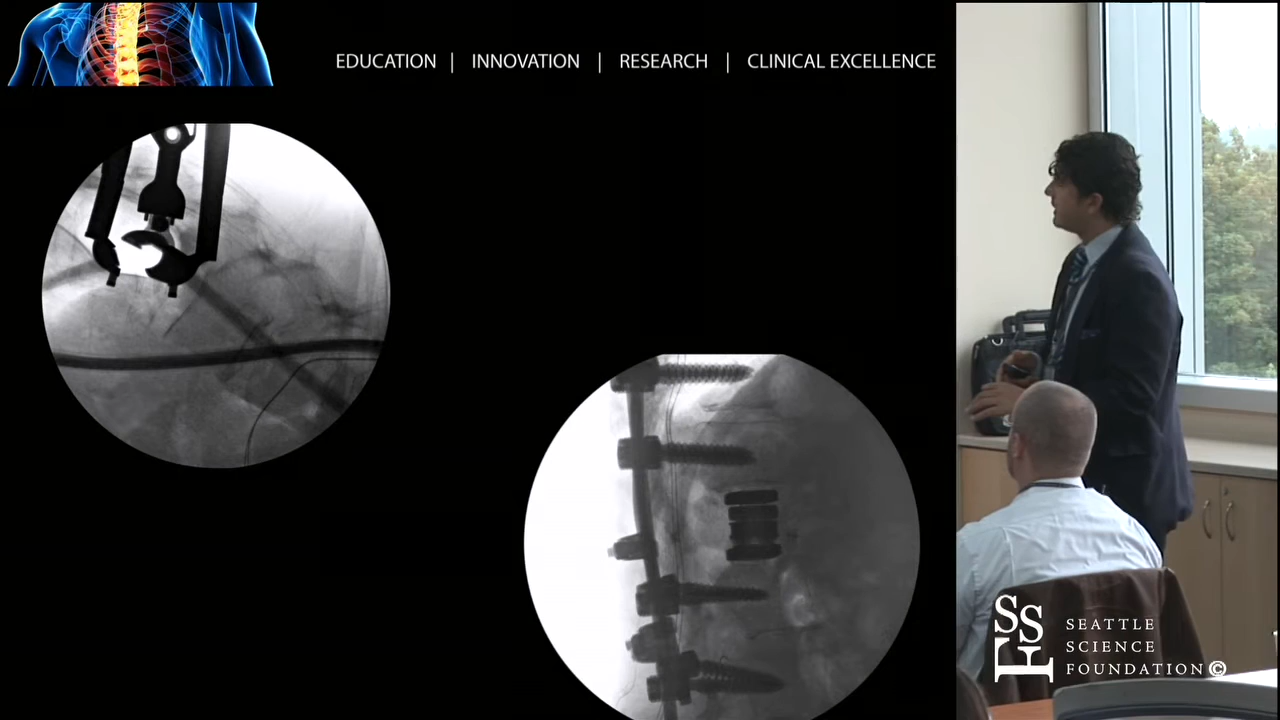 EDUCATION | INNOVATION | RESEARCH | CLINICAL EXCELLENCE
SSF
SEATTLE
SCIENCE
FOUNDATION©